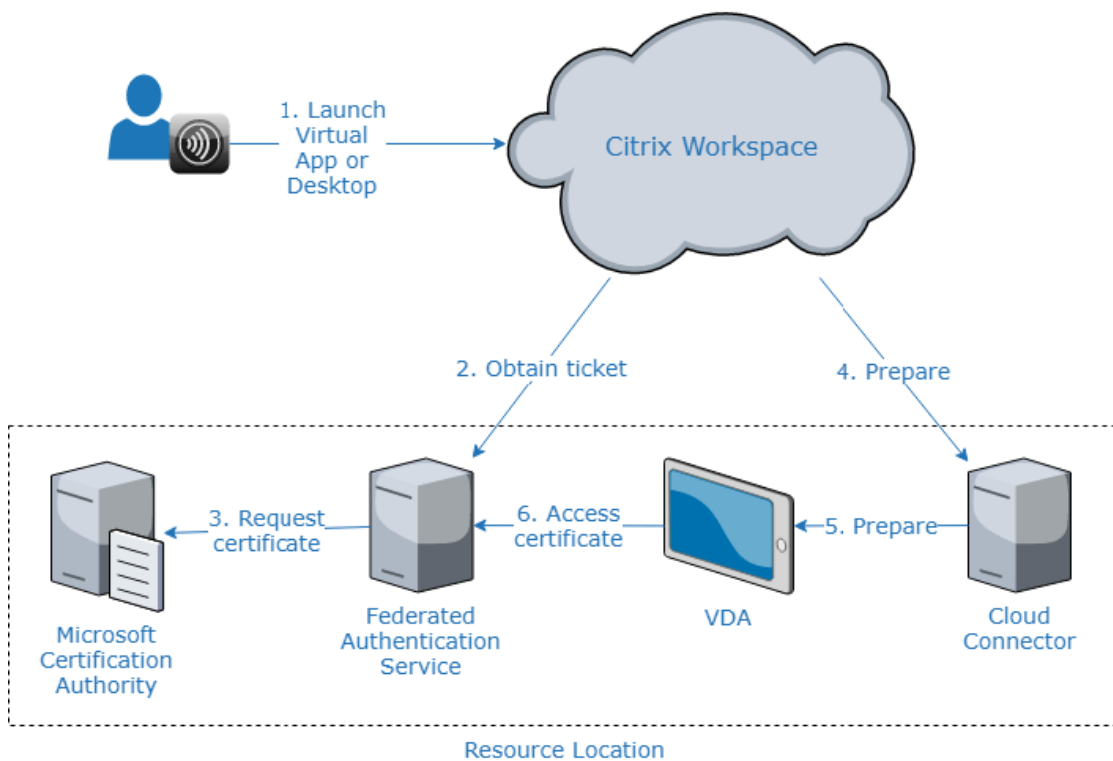 1. Launch
Virtual
App or
Desktop
Citrix Workspace
2. Obtain ticket
4. Prepare
3. Request
certificate
6. Access
certificate
5. Prepare
Microsoft
Certification
Authority
Federated
Authentication
Service
VDA
Cloud
Connector
Resource Location